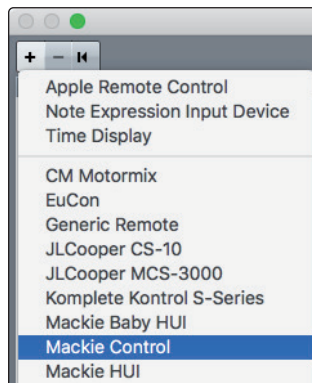 Apple Remote Control
Note Expression Input Device
Time Display
CM Motormix
EuCon
Generic Remote
JLCooper CS-10
JLCooper MCS-3000
Komplete Kontrol S-Series
Mackie Baby HUI
Mackie Control
Mackie HUI